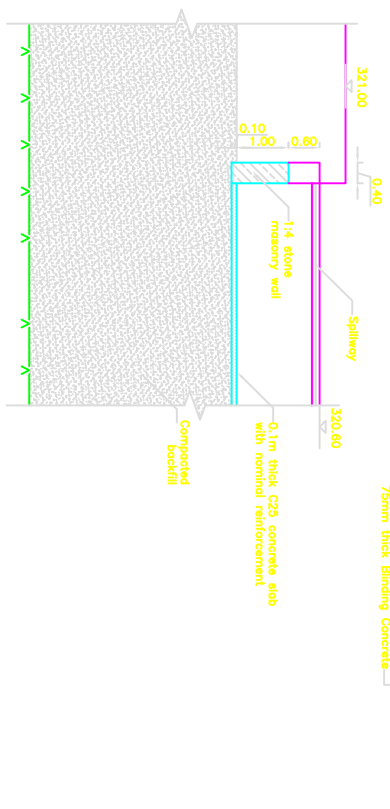 321.00
0.40
0.10
1.00
0.60
1:4 stone
masonry wall
Spillway
320.60
0.1m thick C25 concrete slab
with nominal reinforcement
Compacted
backfill
75mm thick Blinding Concrete